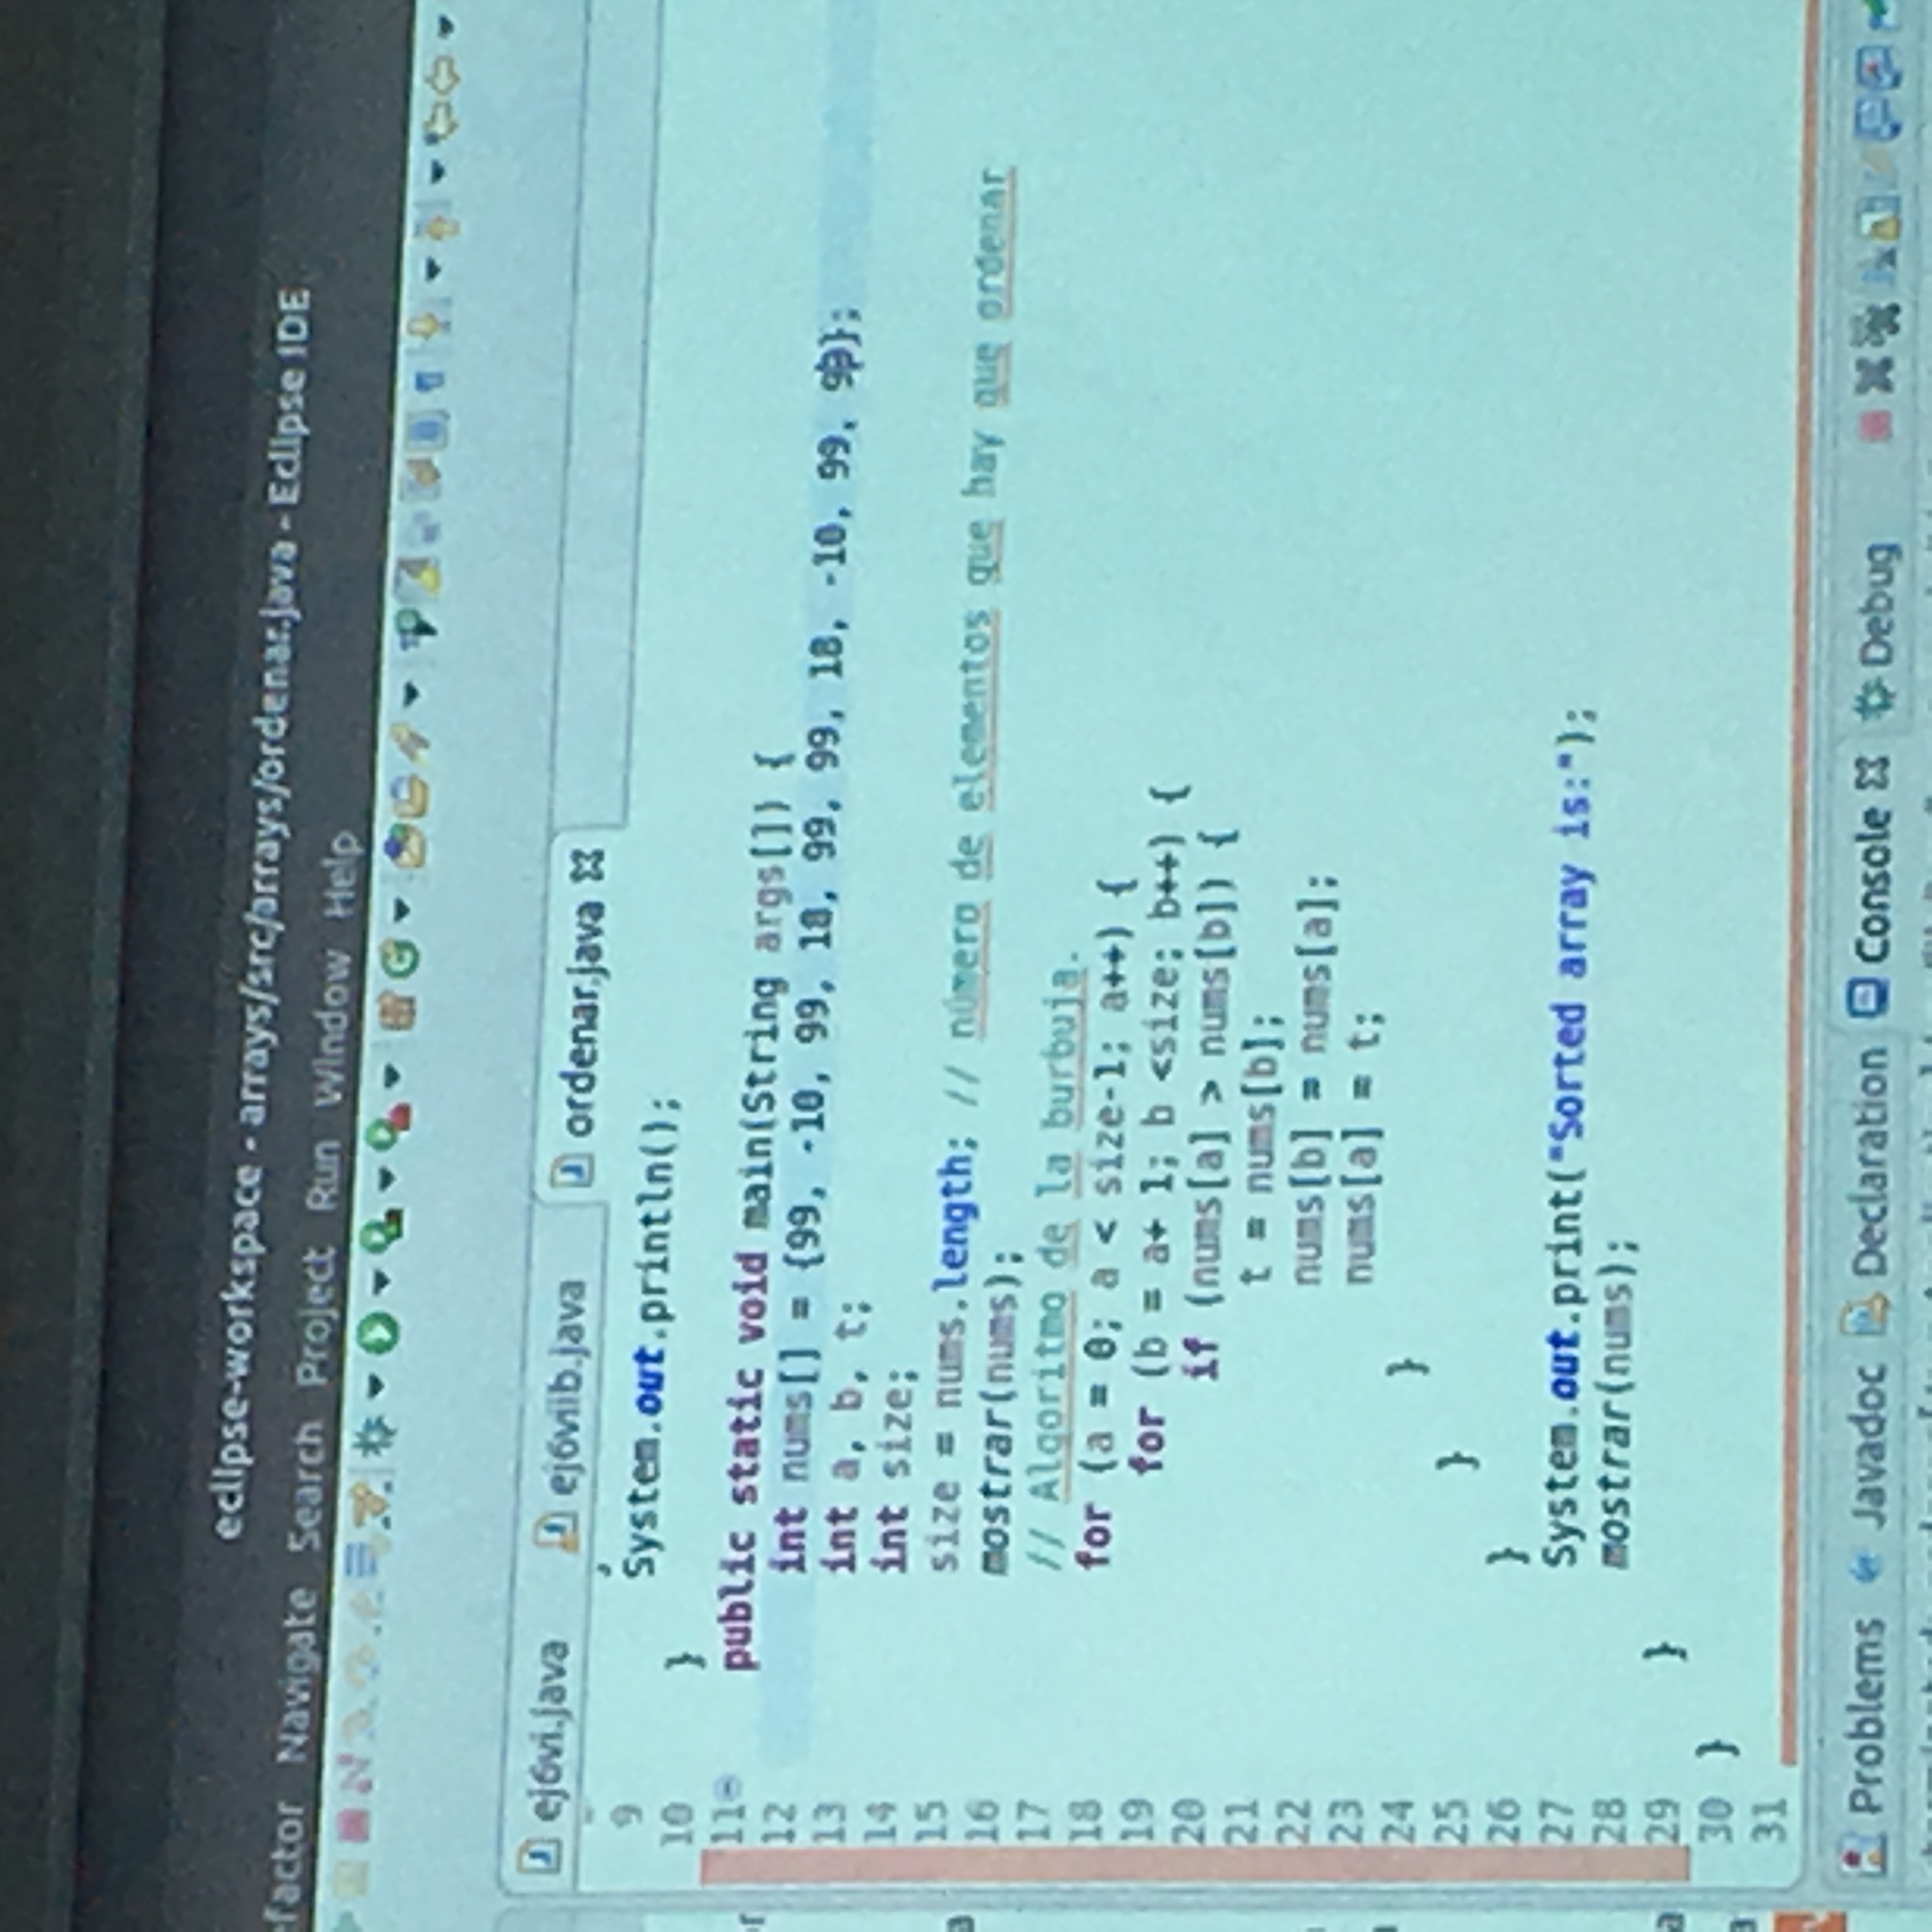 eclipse-workspace - arrays/src/arrays/ordenar.java - Eclipse IDE
efactor Navigate Search Project Run Window Help
ej6vi.java ej6viib.java ordenar.java
9 System.out.println();
10 }
11 public static void main(String args[]) {
12 int nums[] = {99, -10, 99, 18, 99, 99, 18, -10, 99, 99};
13 int a, b, t;
14 int size;
15 size = nums.length; // número de elementos que hay que ordenar
16 mostrar(nums);
17 // Algoritmo de la burbuja.
18 for (a = 0; a < size-1; a++) {
19 for (b = a+ 1; b <size; b++) {
20 if (nums[a] > nums[b]) {
21 t = nums[b];
22 nums[b] = nums[a];
23 nums[a] = t;
24 }
25 }
26 }
27 System.out.print("Sorted array is:");
28 mostrar(nums);
29 }
30 }
31
Problems Javadoc Declaration Console Debug